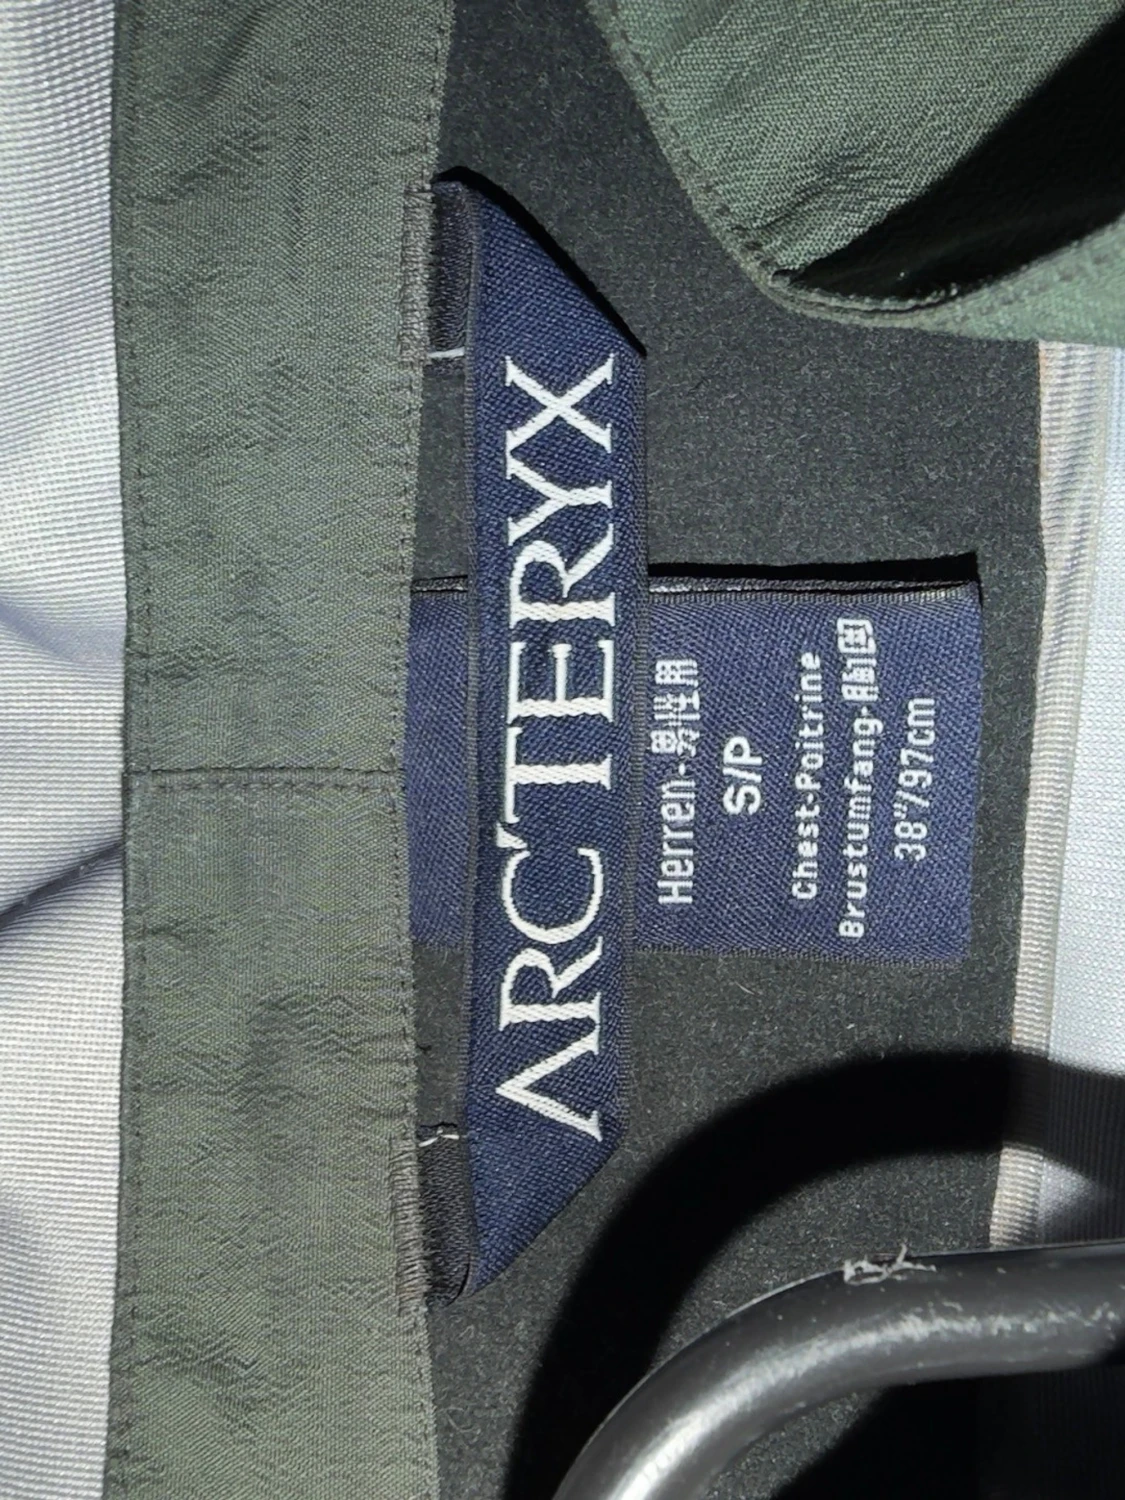 ARC'TERYX
Herren-男性用
S/P
Chest-Poitrine
Brustumfang-胸囲
38"/97cm